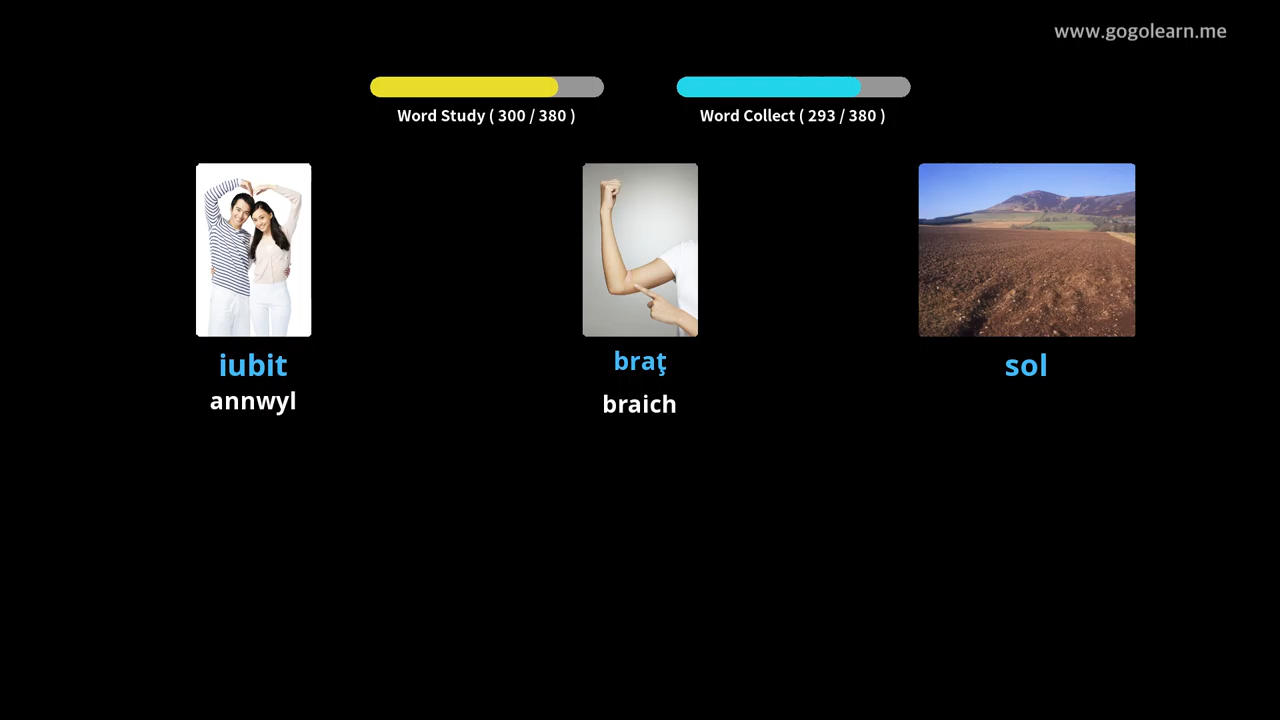 www.gogolearn.me
Word Study ( 300 / 380 )
Word Collect ( 293 / 380 )
iubit
annwyl
braţ
braich
sol